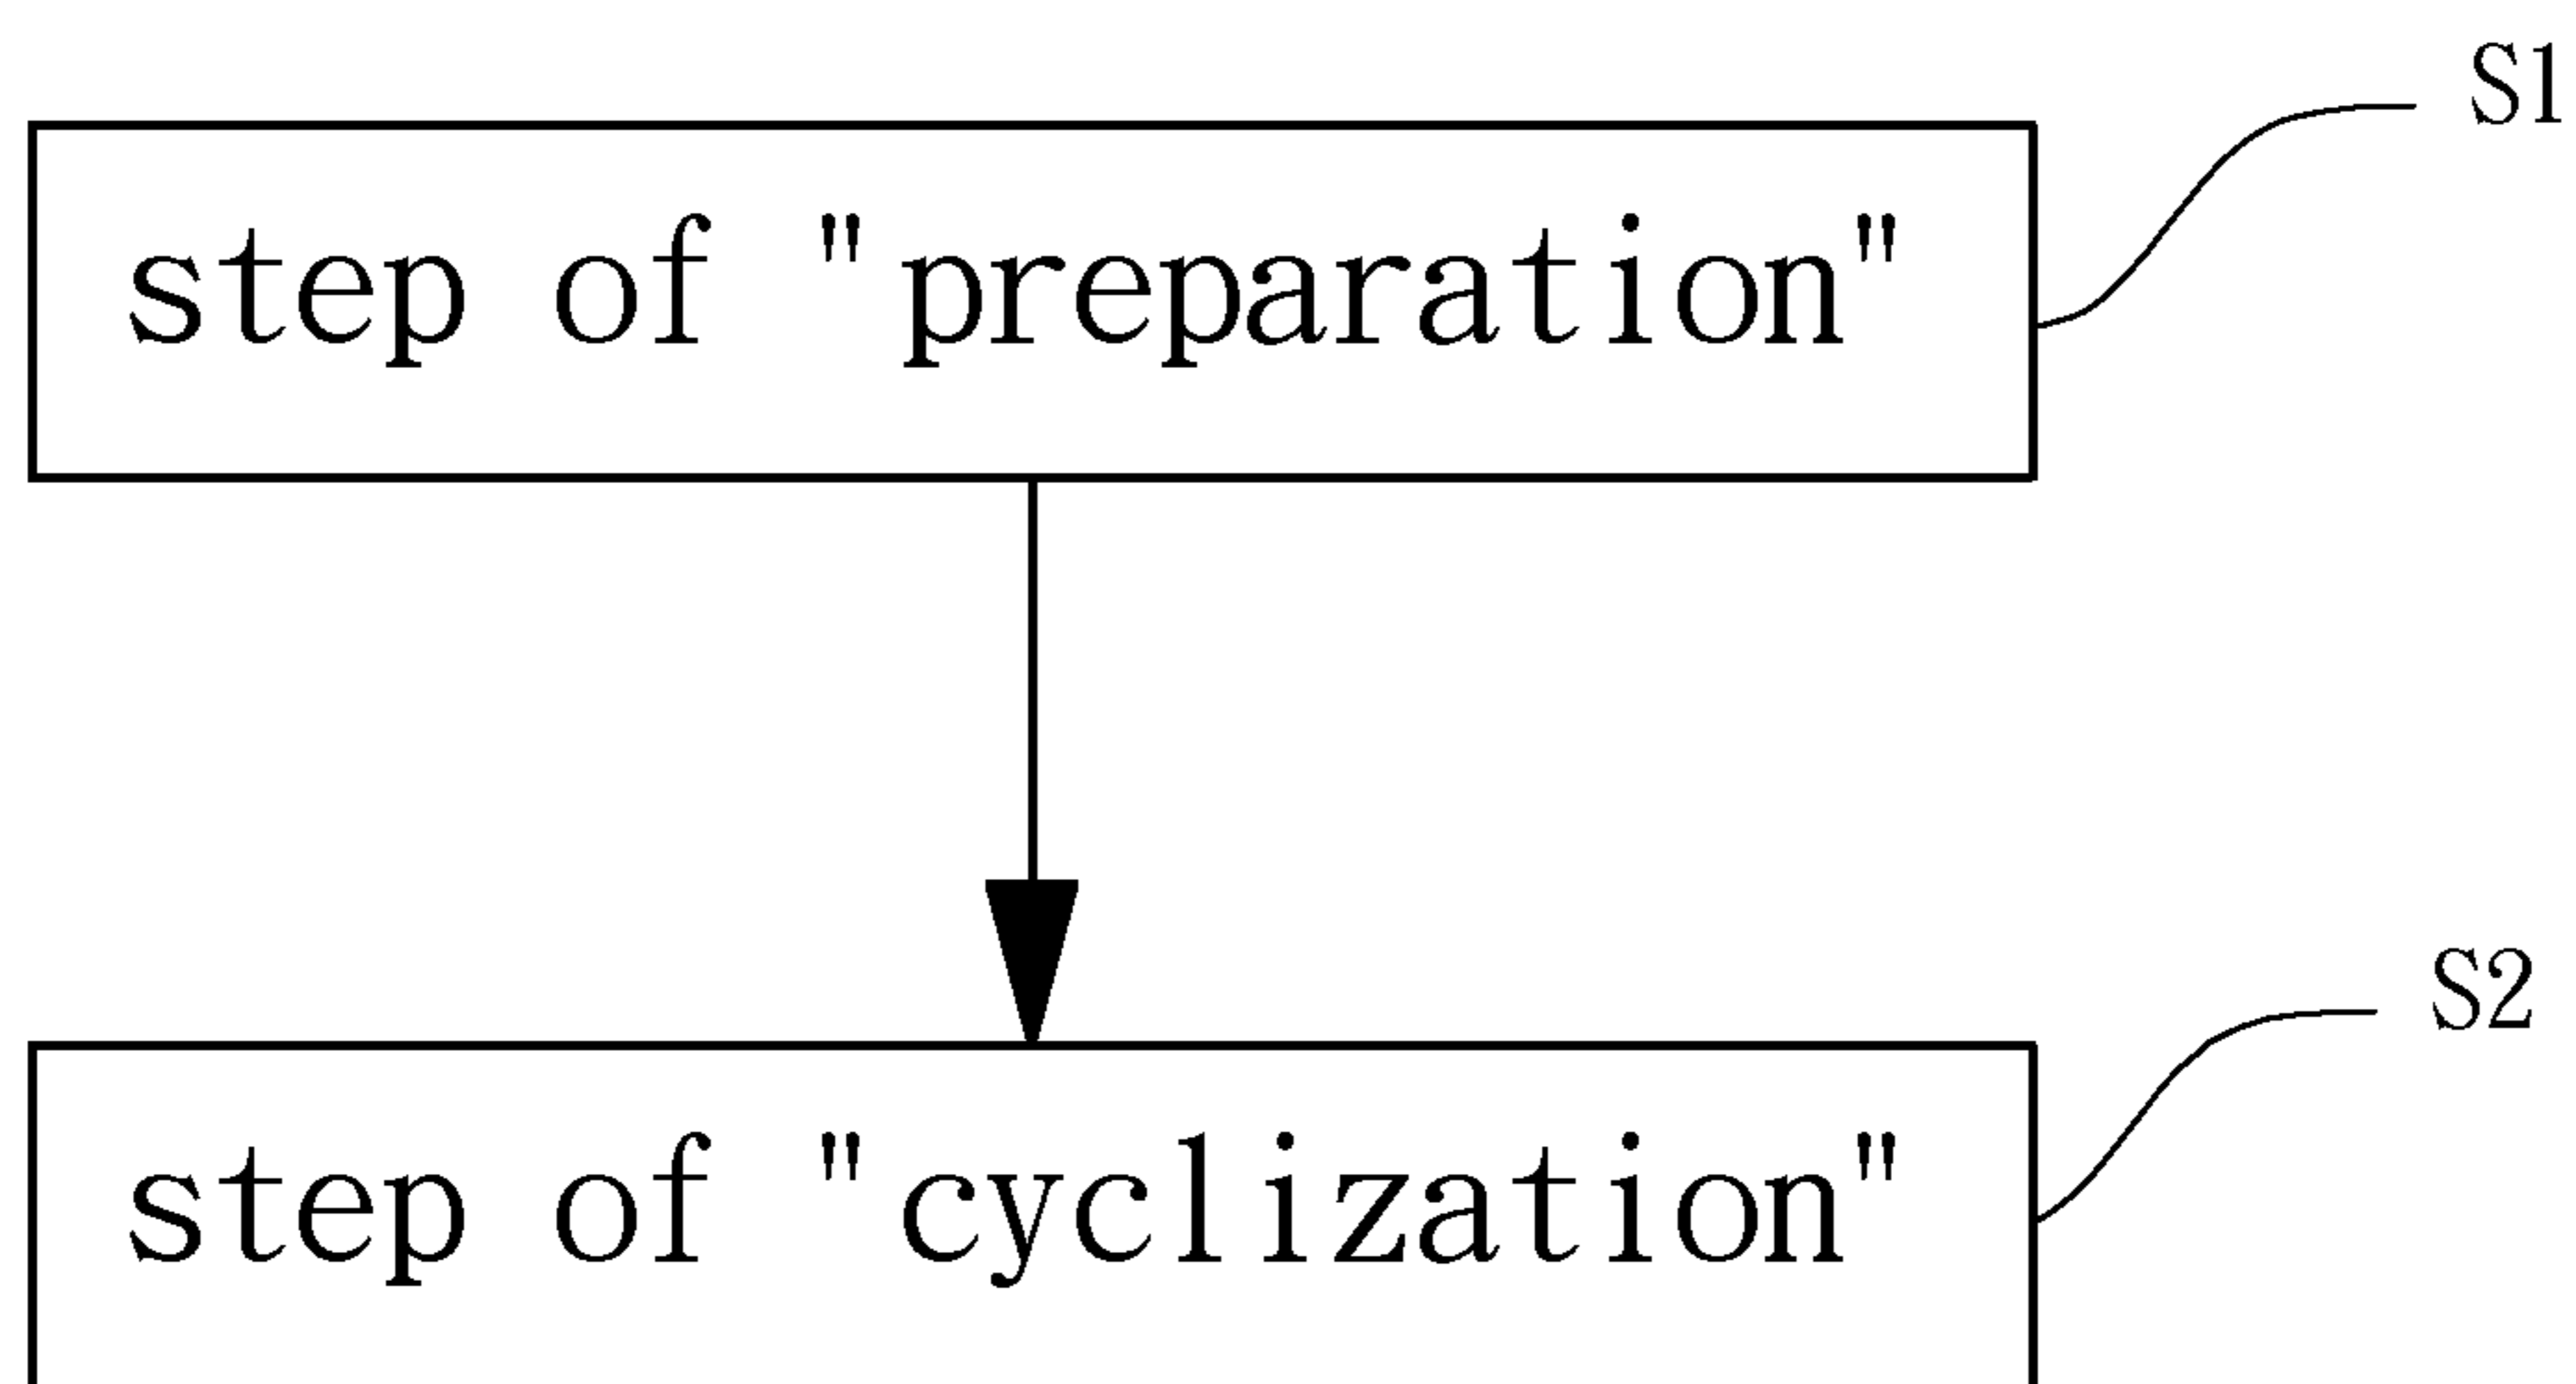 S1
step of "preparation"
S2
step of "cyclization"